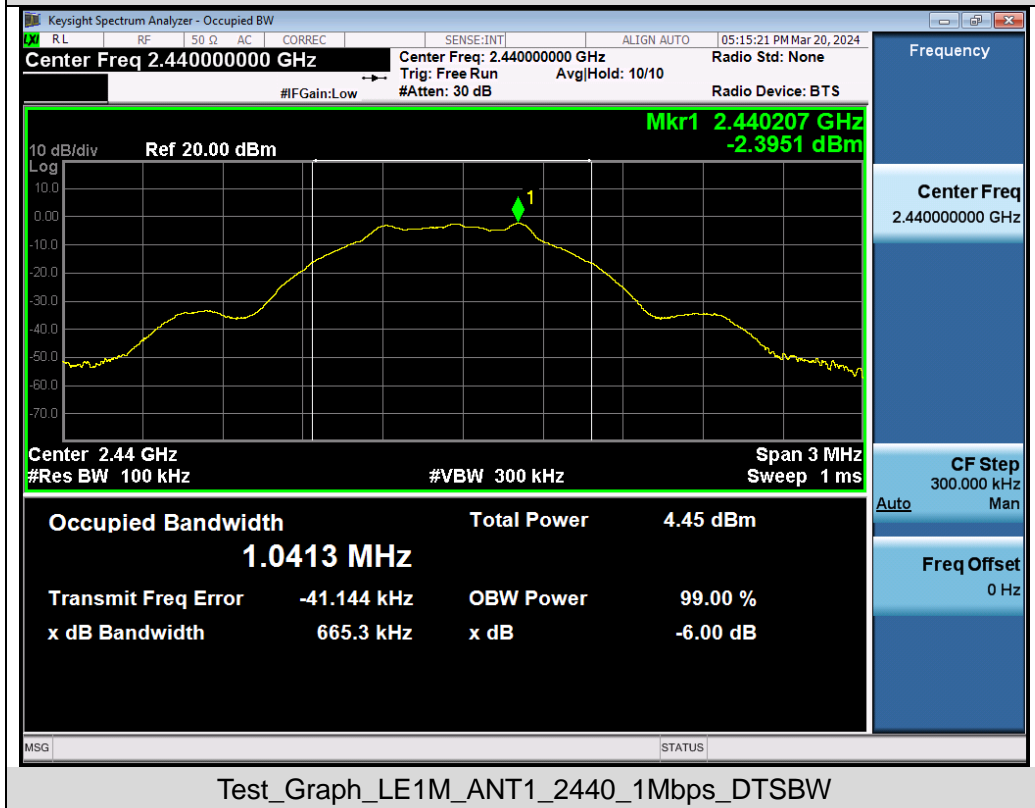 Keysight Spectrum Analyzer - Occupied BW
LXI RL RF 50 Ω AC CORREC SENSE:INT ALIGN AUTO 05:15:21 PM Mar 20, 2024
Center Freq 2.440000000 GHz
#IFGain:Low
Center Freq: 2.440000000 GHz
Trig: Free Run Avg|Hold: 10/10
#Atten: 30 dB
Radio Std: None
Radio Device: BTS
Mkr1 2.440207 GHz
-2.3951 dBm
10 dB/div Ref 20.00 dBm
Log
10.0
0.00
-10.0
-20.0
-30.0
-40.0
-50.0
-60.0
-70.0
1
Center 2.44 GHz Span 3 MHz
#Res BW 100 kHz #VBW 300 kHz Sweep 1 ms
Occupied Bandwidth Total Power 4.45 dBm
1.0413 MHz
Transmit Freq Error -41.144 kHz OBW Power 99.00 %
x dB Bandwidth 665.3 kHz x dB -6.00 dB
Frequency
Center Freq
2.440000000 GHz
CF Step
300.000 kHz
Auto Man
Freq Offset
0 Hz
MSG STATUS
Test_Graph_LE1M_ANT1_2440_1Mbps_DTSBW